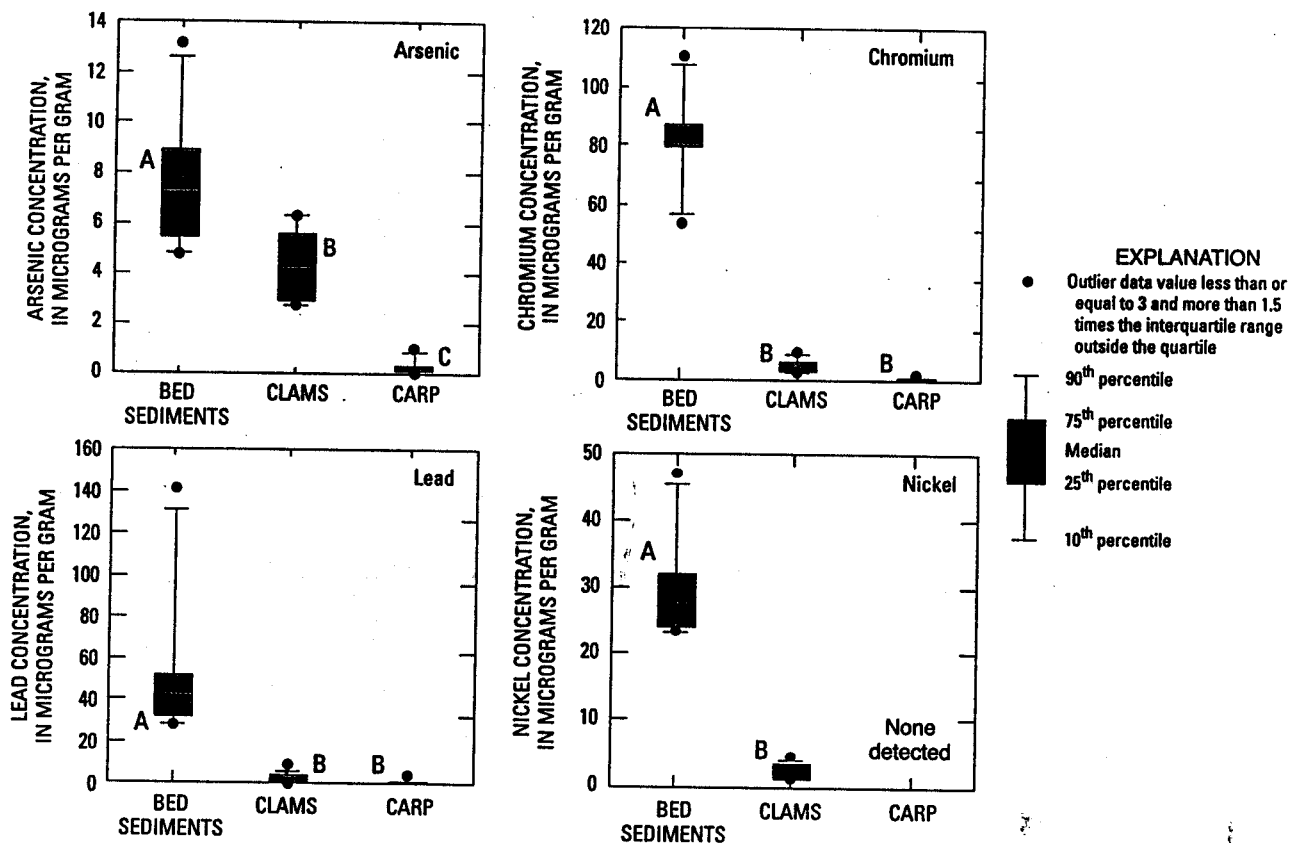 Arsenic
ARSENIC CONCENTRATION,
IN MICROGRAMS PER GRAM
14
12
10
8
6
4
2
0
A
B
C
BED
SEDIMENTS
CLAMS
CARP
Chromium
CHROMIUM CONCENTRATION,
IN MICROGRAMS PER GRAM
120
100
80
60
40
20
0
A
B
B
BED
SEDIMENTS
CLAMS
CARP
Lead
LEAD CONCENTRATION,
IN MICROGRAMS PER GRAM
160
140
120
100
80
60
40
20
0
A
B
B
BED
SEDIMENTS
CLAMS
CARP
Nickel
NICKEL CONCENTRATION,
IN MICROGRAMS PER GRAM
50
40
30
20
10
0
A
B
None
detected
BED
SEDIMENTS
CLAMS
CARP
EXPLANATION
Outlier data value less than or
equal to 3 and more than 1.5
times the interquartile range
outside the quartile
90th percentile
75th percentile
Median
25th percentile
10th percentile